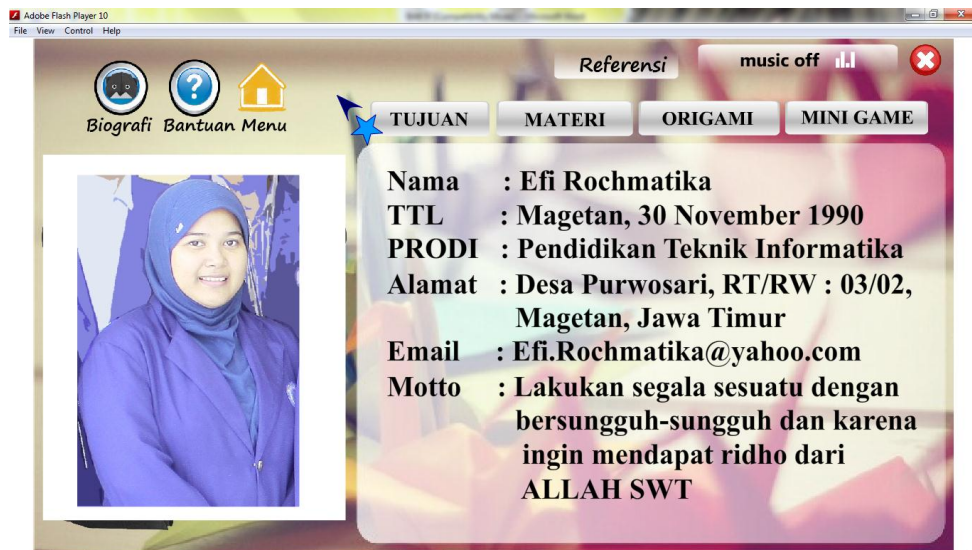 Adobe Flash Player 10
File View Control Help
Referensi
music off
Biografi Bantuan Menu
TUJUAN MATERI ORIGAMI MINI GAME
Nama : Efi Rochmatika
TTL : Magetan, 30 November 1990
PRODI : Pendidikan Teknik Informatika
Alamat : Desa Purwosari, RT/RW : 03/02,
Magetan, Jawa Timur
Email : Efi.Rochmatika@yahoo.com
Motto : Lakukan segala sesuatu dengan
bersungguh-sungguh dan karena
ingin mendapat ridho dari
ALLAH SWT